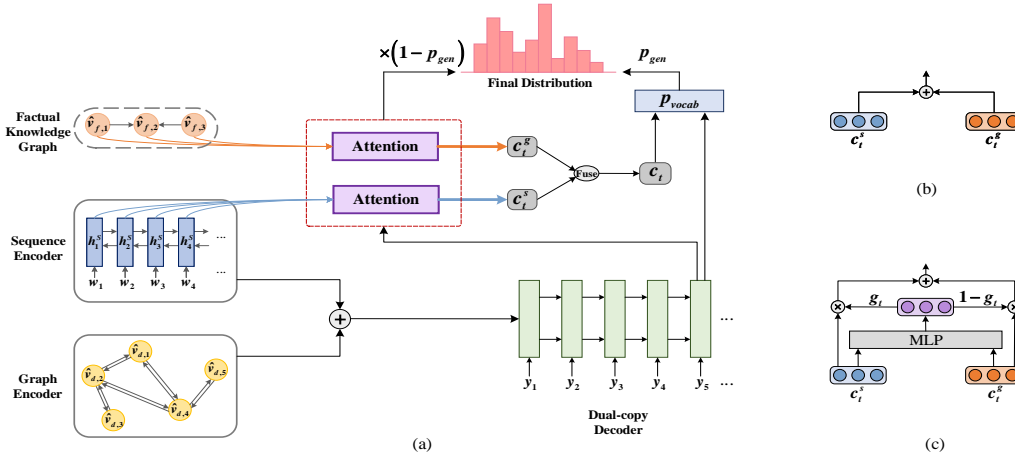 ×(1 − p_gen)
p_gen
Final Distribution
p_vocab
Factual
Knowledge
Graph
v̂_f,1
v̂_f,2
v̂_f,3
Attention
c_t^g
Fuse
c_t
Attention
c_t^s
Sequence
Encoder
h_1^s
h_2^s
h_3^s
h_4^s
...
w_1
w_2
w_3
w_4
...
+
Graph
Encoder
v̂_d,1
v̂_d,2
v̂_d,3
v̂_d,4
v̂_d,5
...
y_1
y_2
y_3
y_4
y_5
...
Dual-copy
Decoder
(a)
+
c_t^s
c_t^g
(b)
+
×
g_t
1 − g_t
×
MLP
c_t^s
c_t^g
(c)